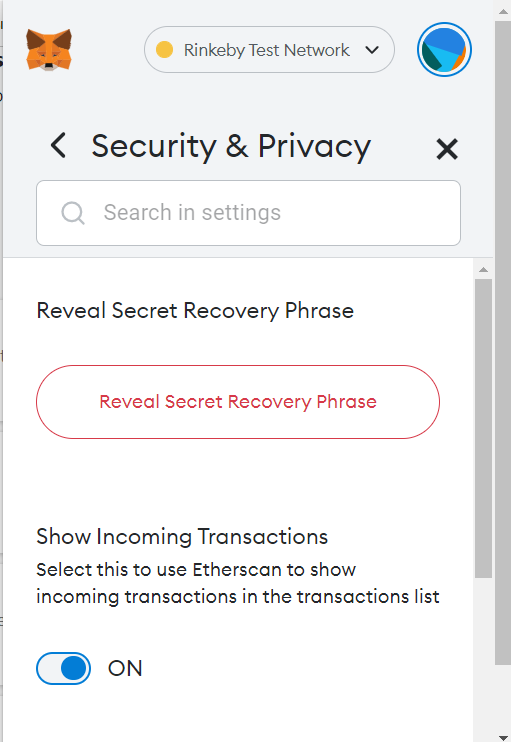 Rinkeby Test Network
Security & Privacy
Search in settings
Reveal Secret Recovery Phrase
Reveal Secret Recovery Phrase
Show Incoming Transactions
Select this to use Etherscan to show
incoming transactions in the transactions list
ON